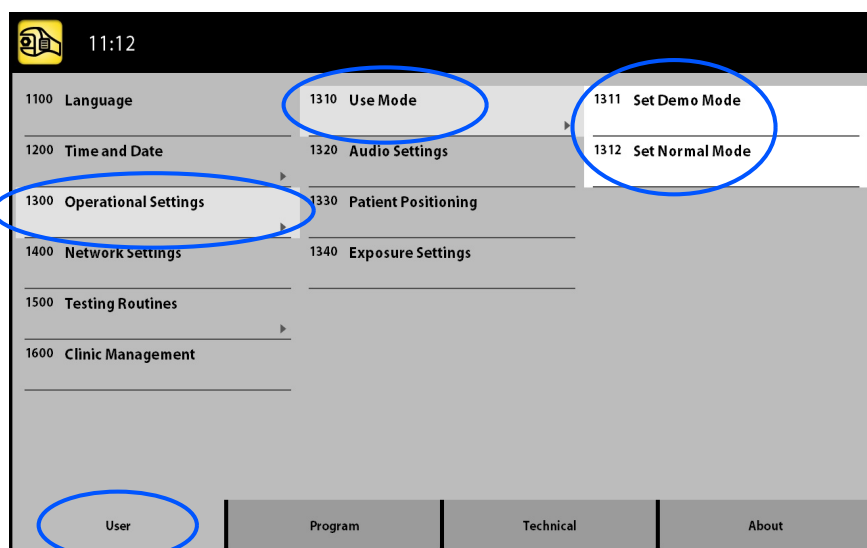 11:12
1100 Language
1200 Time and Date
1300 Operational Settings
1400 Network Settings
1500 Testing Routines
1600 Clinic Management
1310 Use Mode
1320 Audio Settings
1330 Patient Positioning
1340 Exposure Settings
1311 Set Demo Mode
1312 Set Normal Mode
User Program Technical About